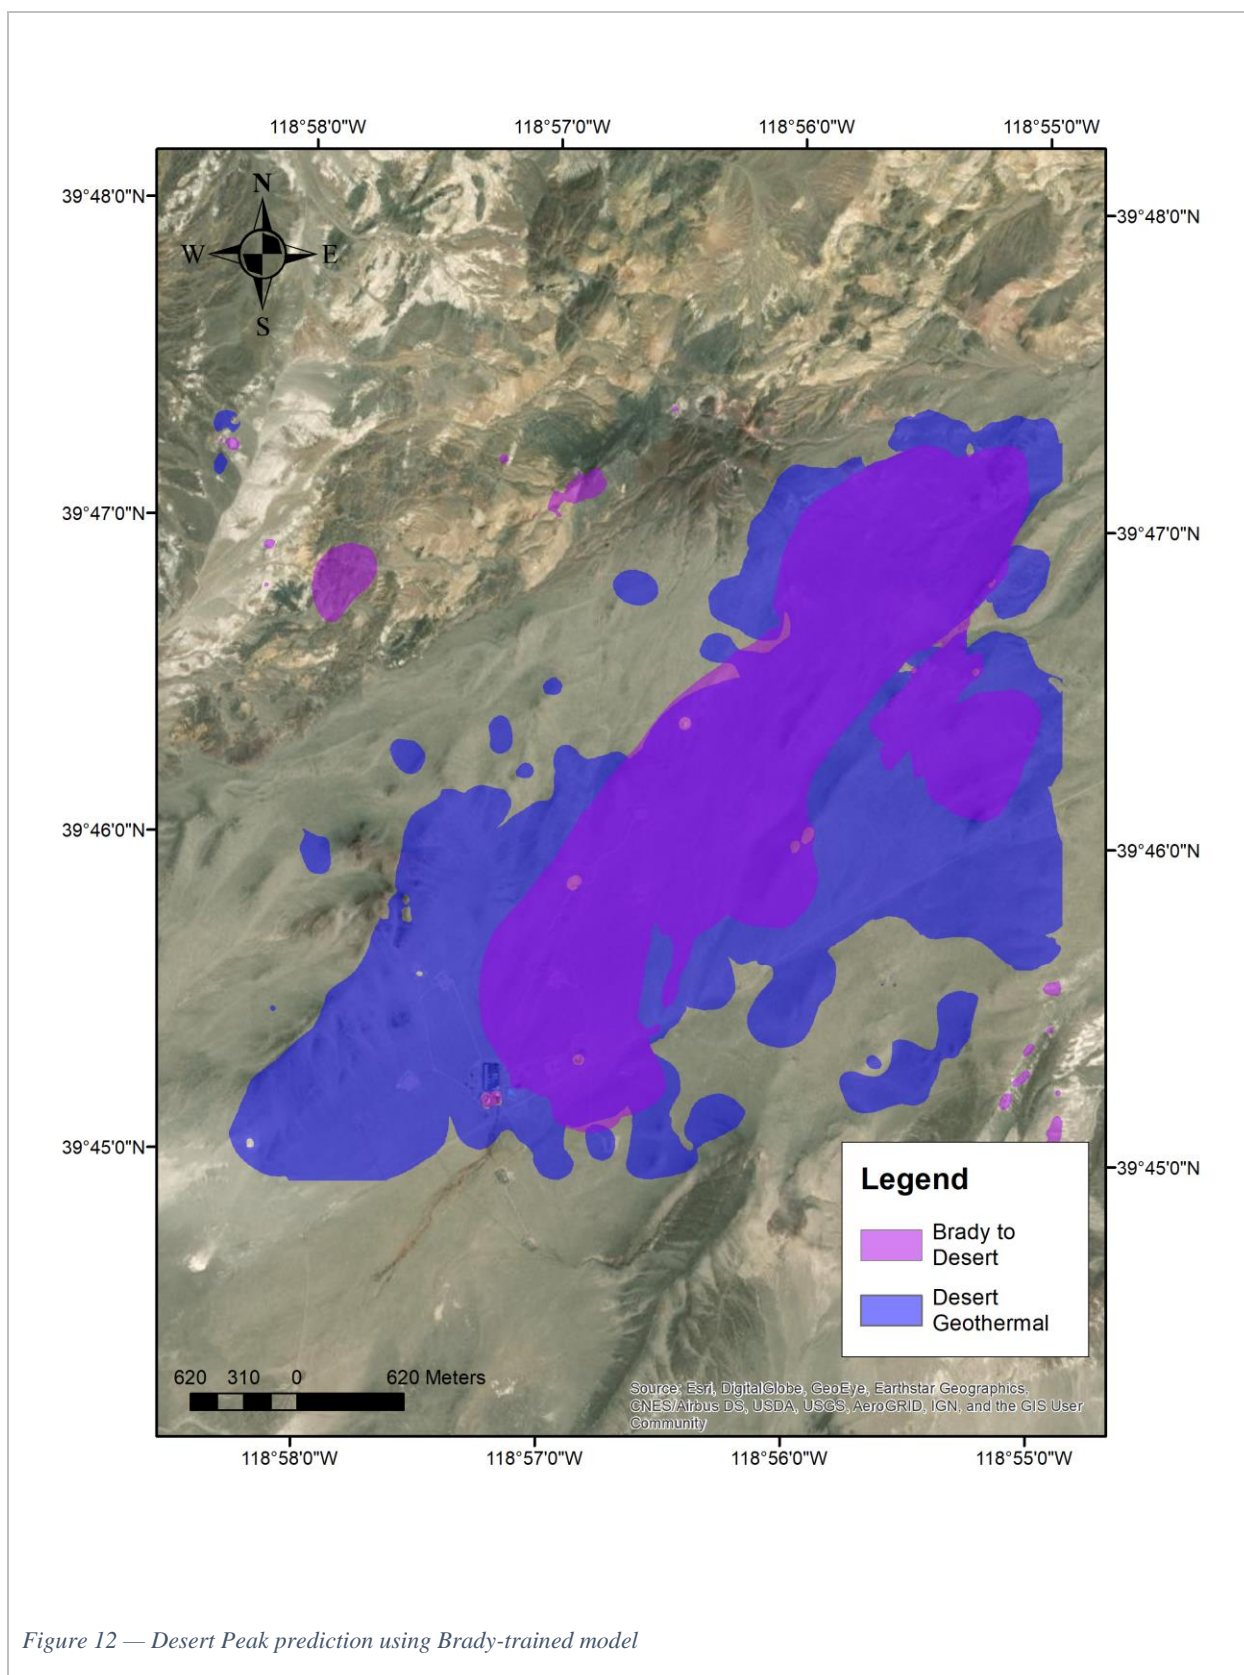 118°58'0"W 118°57'0"W 118°56'0"W 118°55'0"W
39°48'0"N
39°48'0"N
N
W
E
S
39°47'0"N
39°47'0"N
39°46'0"N
39°46'0"N
39°45'0"N
39°45'0"N
Legend
Brady to
Desert
Desert
Geothermal
620 310 0 620 Meters
Source: Esri, DigitalGlobe, GeoEye, Earthstar Geographics,
CNES/Airbus DS, USDA, USGS, AeroGRID, IGN, and the GIS User
Community
118°58'0"W 118°57'0"W 118°56'0"W 118°55'0"W
Figure 12 — Desert Peak prediction using Brady-trained model